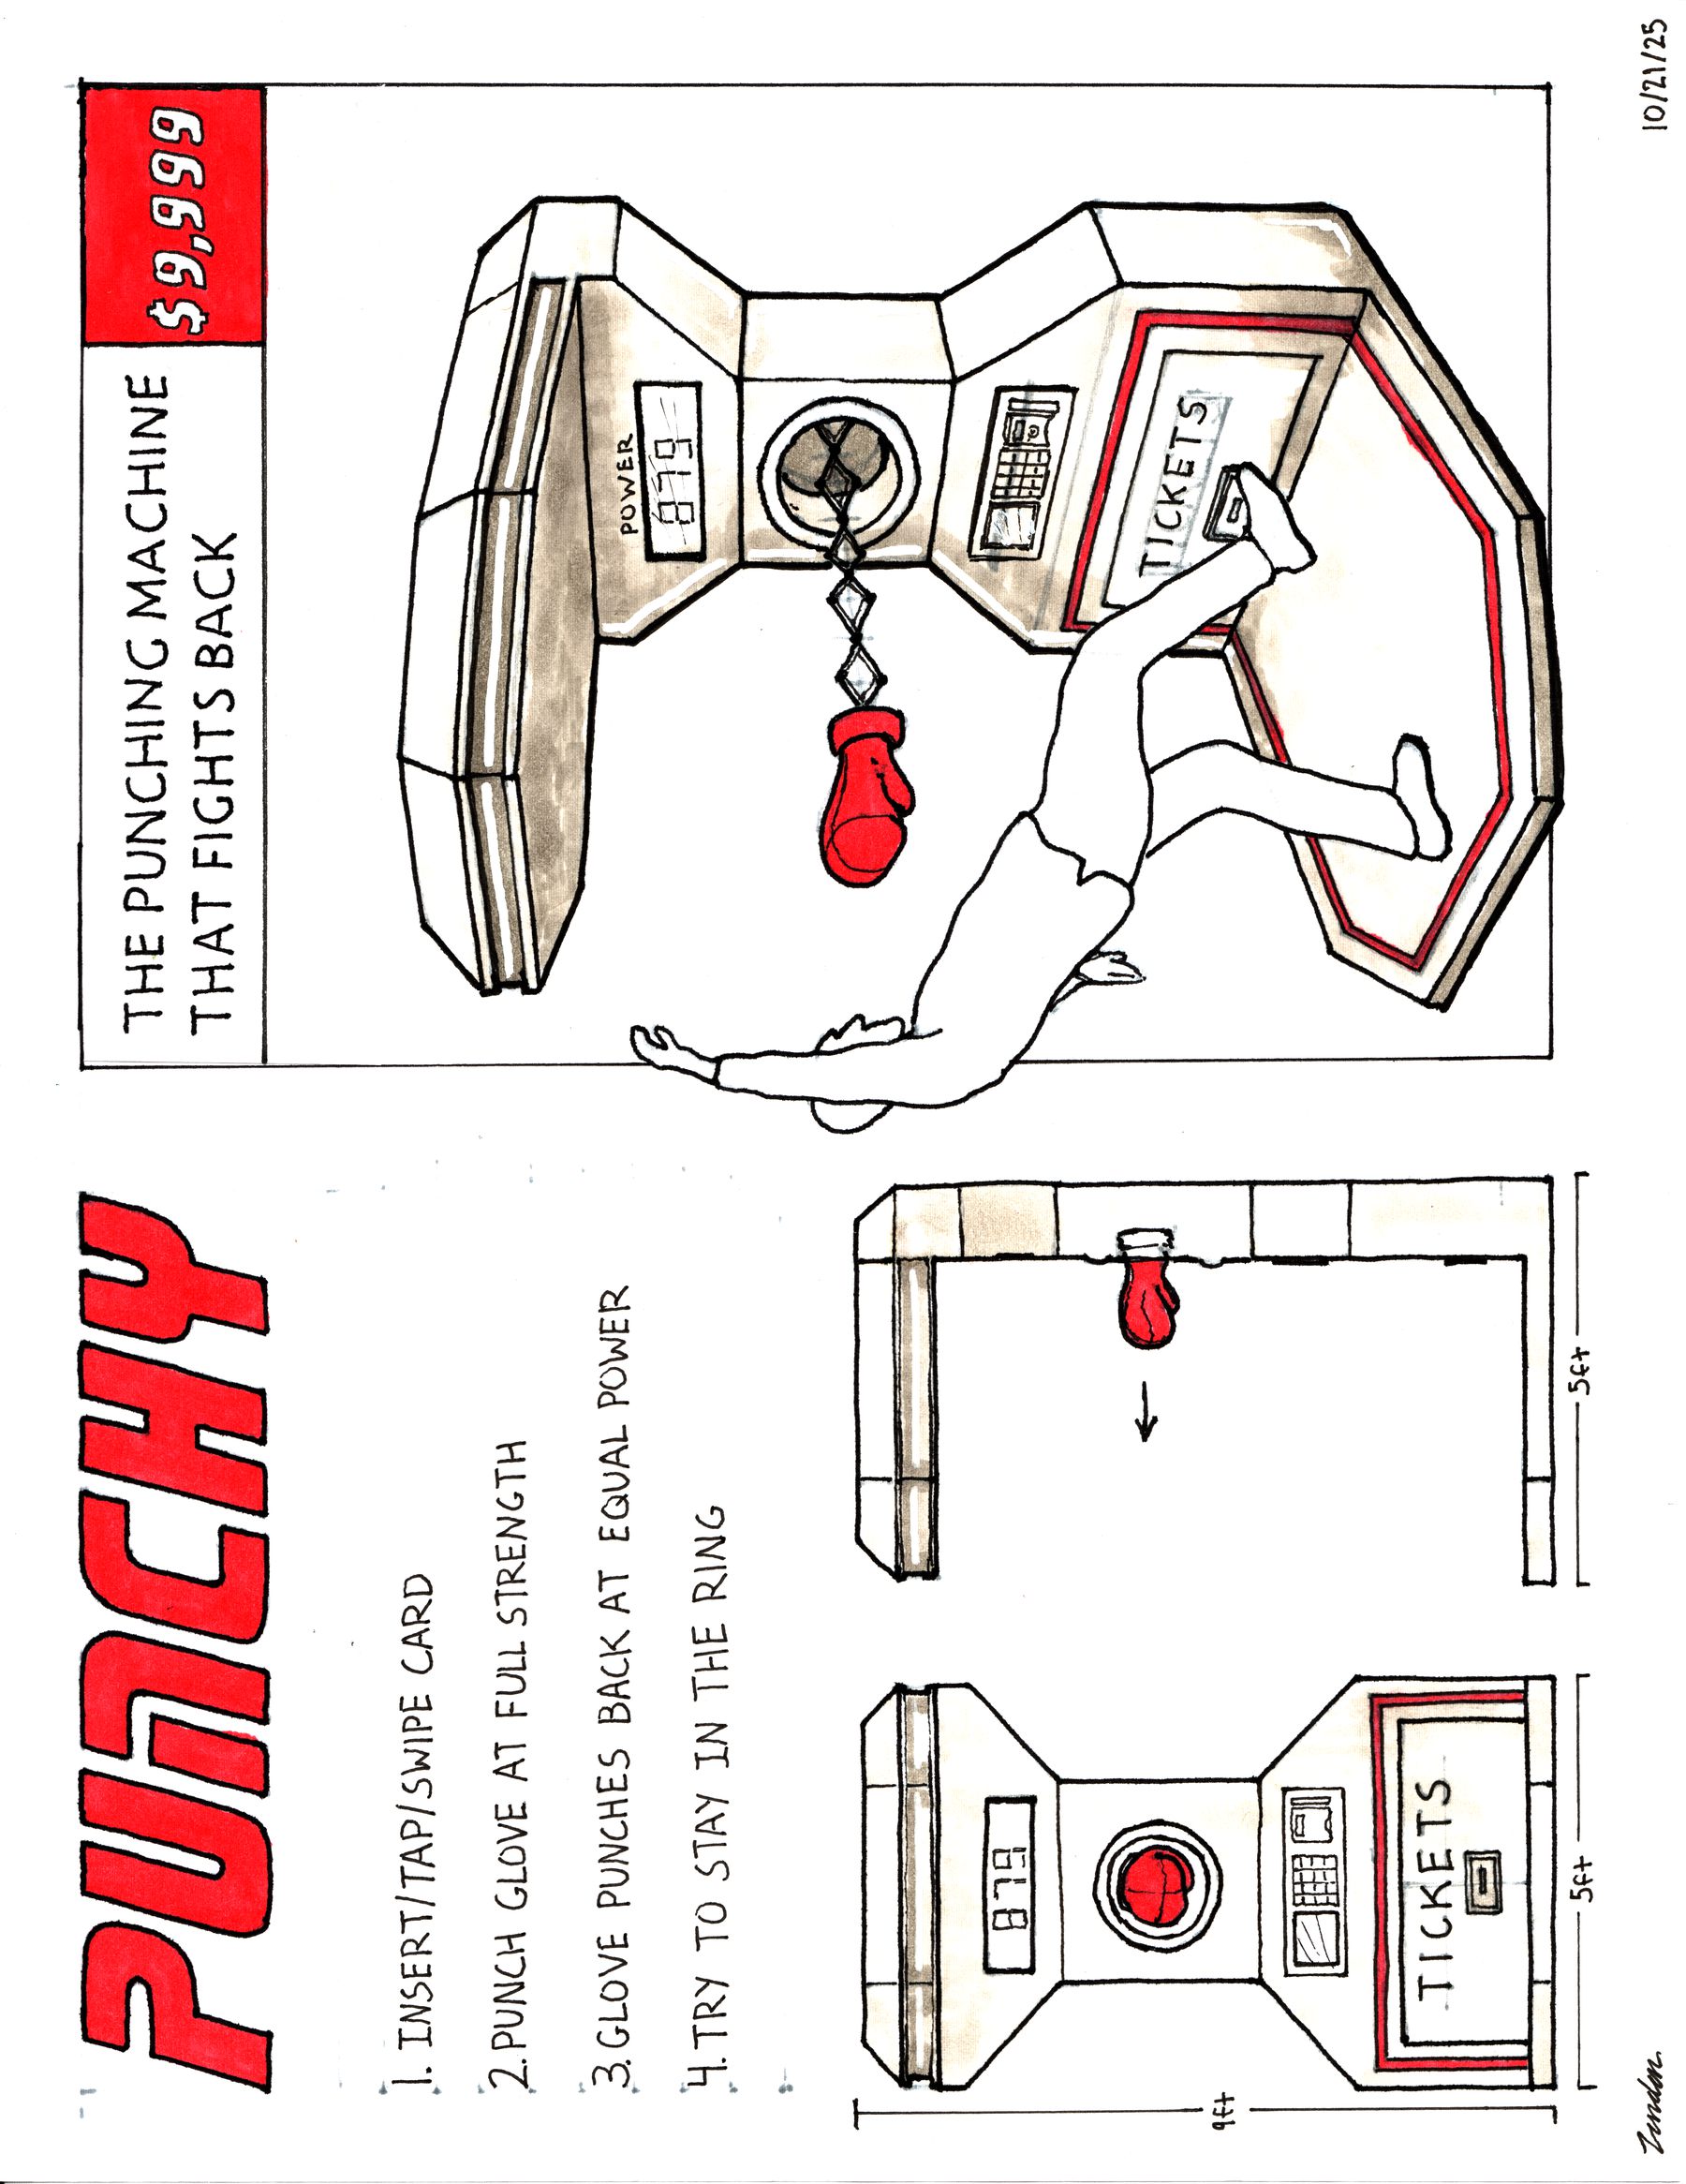 PUNCHY
1. INSERT/TAP/SWIPE CARD
2. PUNCH GLOVE AT FULL STRENGTH
3. GLOVE PUNCHES BACK AT EQUAL POWER
4. TRY TO STAY IN THE RING
879
TICKETS
9ft
5ft
5ft
THE PUNCHING MACHINE
THAT FIGHTS BACK
$9,999
POWER
879
TICKETS
10/21/25